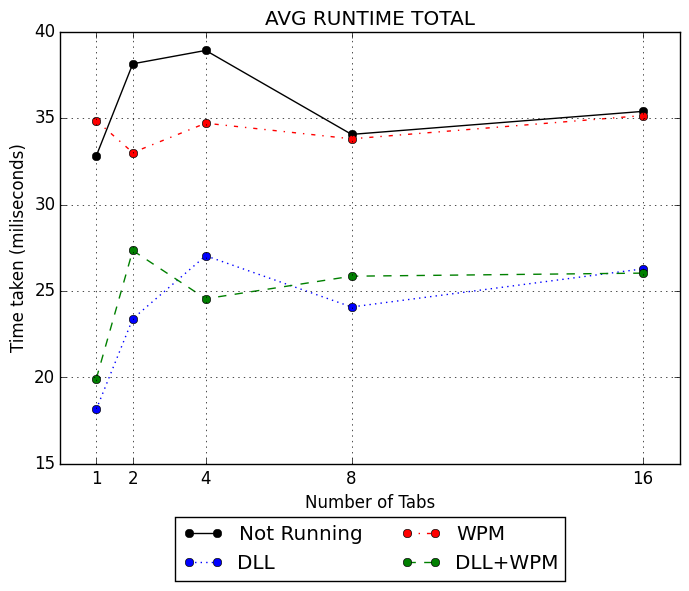 AVG RUNTIME TOTAL
40
35
30
25
20
15
Time taken (miliseconds)
1 2 4 8 16
Number of Tabs
Not Running WPM
DLL DLL+WPM